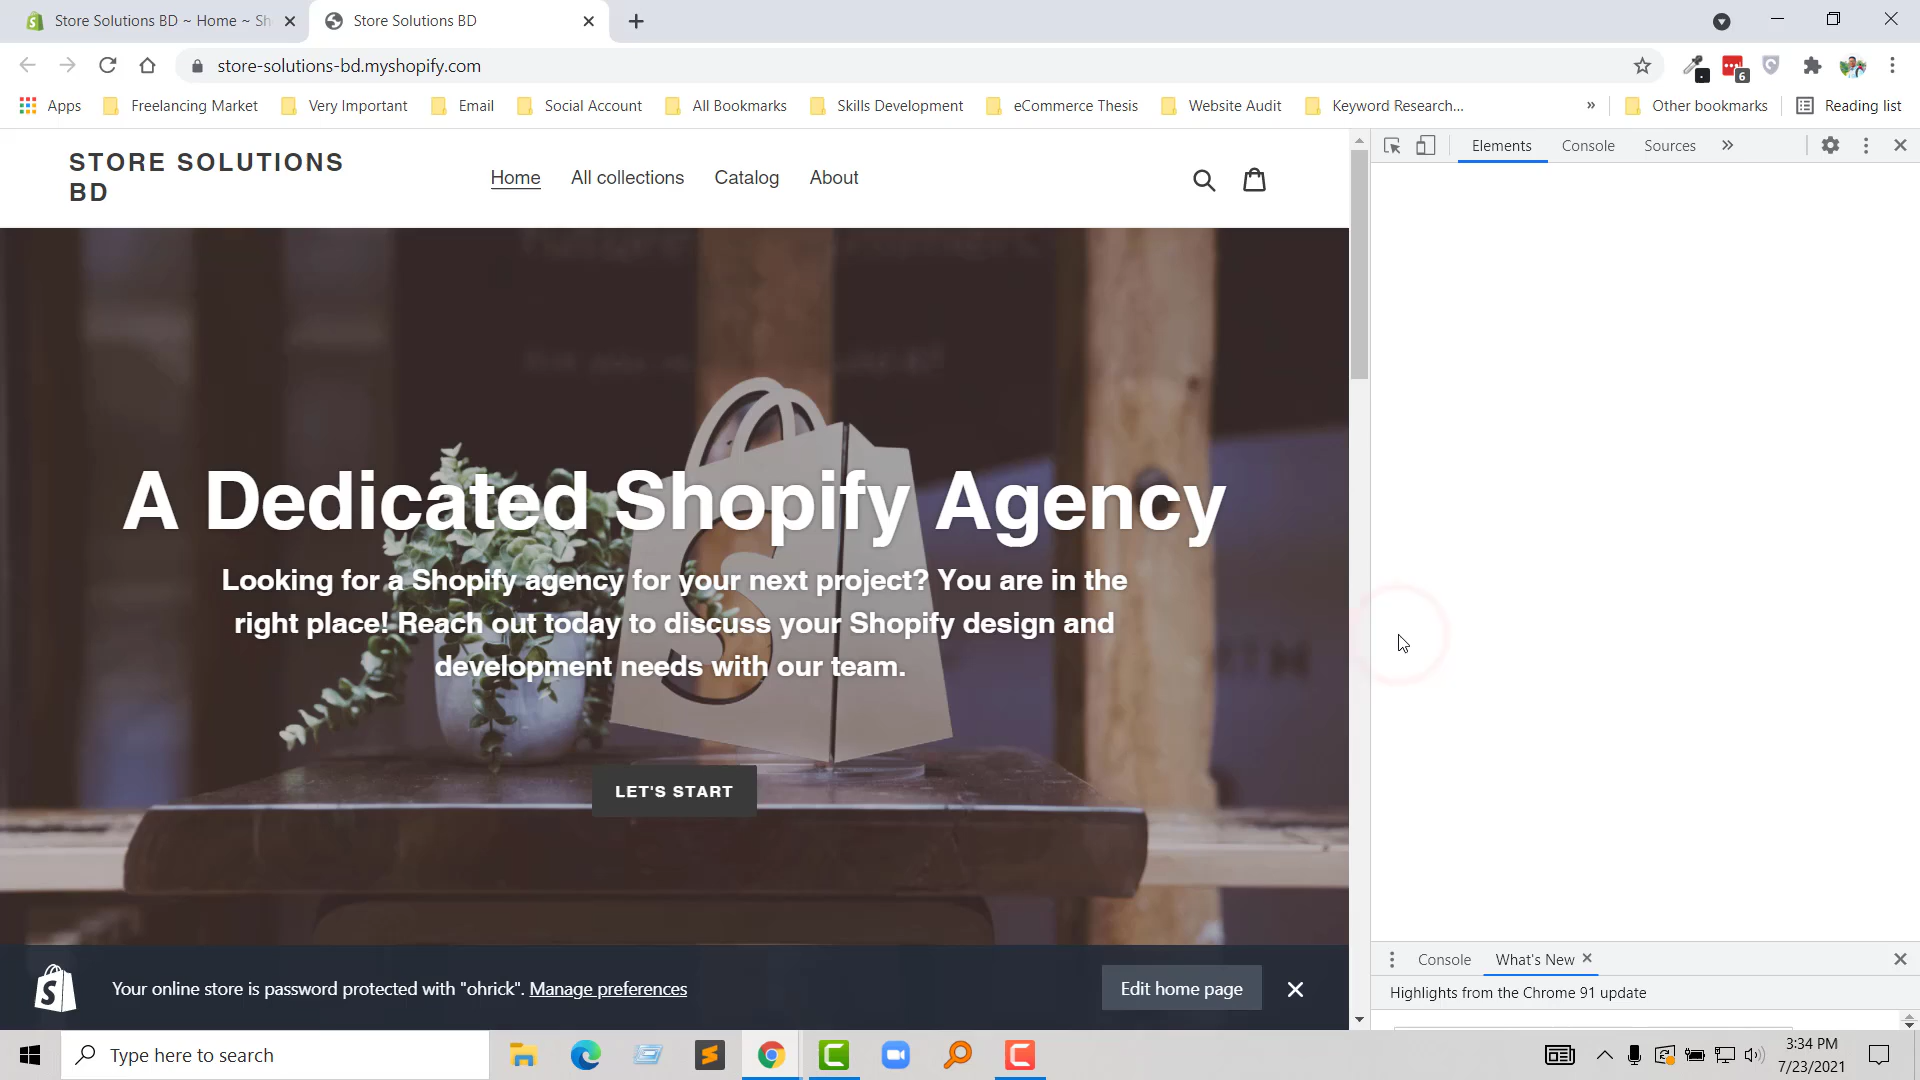 Store Solutions BD ~ Home ~ Sh
Store Solutions BD
store-solutions-bd.myshopify.com
6
Apps
Freelancing Market
Very Important
Email
Social Account
All Bookmarks
Skills Development
eCommerce Thesis
Website Audit
Keyword Research...
»
Other bookmarks
Reading list
STORE SOLUTIONS
BD
Home
All collections
Catalog
About
Elements
Console
Sources
»
A Dedicated Shopify Agency
Looking for a Shopify agency for your next project? You are in the
right place! Reach out today to discuss your Shopify design and
development needs with our team.
LET'S START
Your online store is password protected with "ohrick". Manage preferences
Edit home page
Console
What's New
Highlights from the Chrome 91 update
Type here to search
3:34 PM
7/23/2021